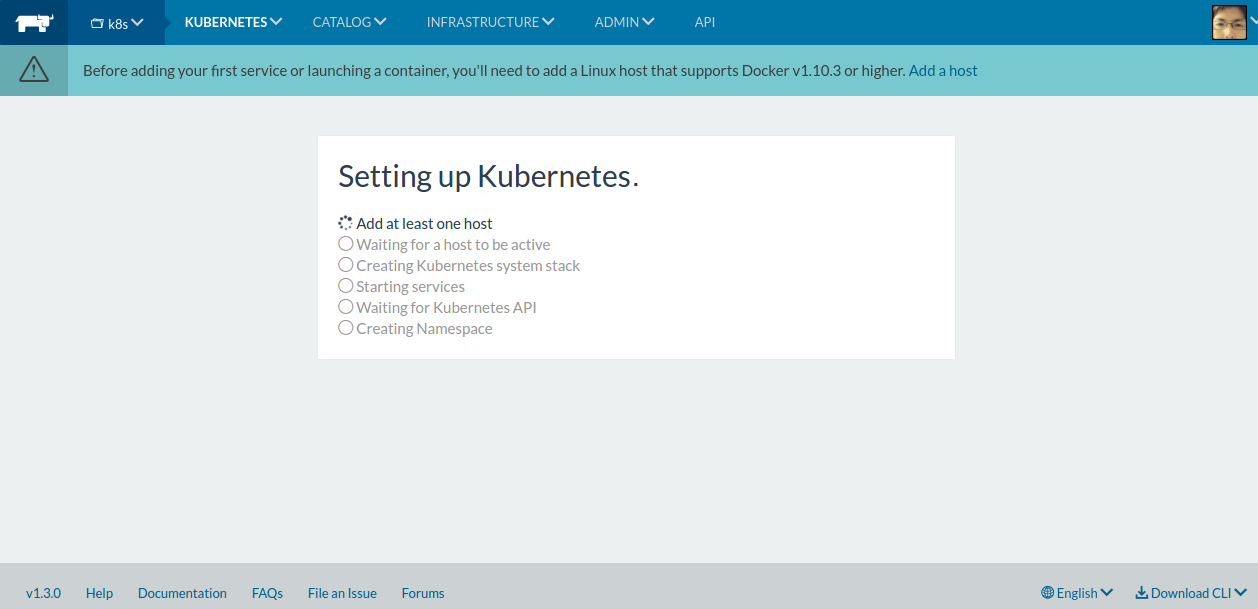 k8s KUBERNETES CATALOG INFRASTRUCTURE ADMIN API
Before adding your first service or launching a container, you'll need to add a Linux host that supports Docker v1.10.3 or higher. Add a host
Setting up Kubernetes.
Add at least one host
Waiting for a host to be active
Creating Kubernetes system stack
Starting services
Waiting for Kubernetes API
Creating Namespace
v1.3.0 Help Documentation FAQs File an Issue Forums English Download CLI